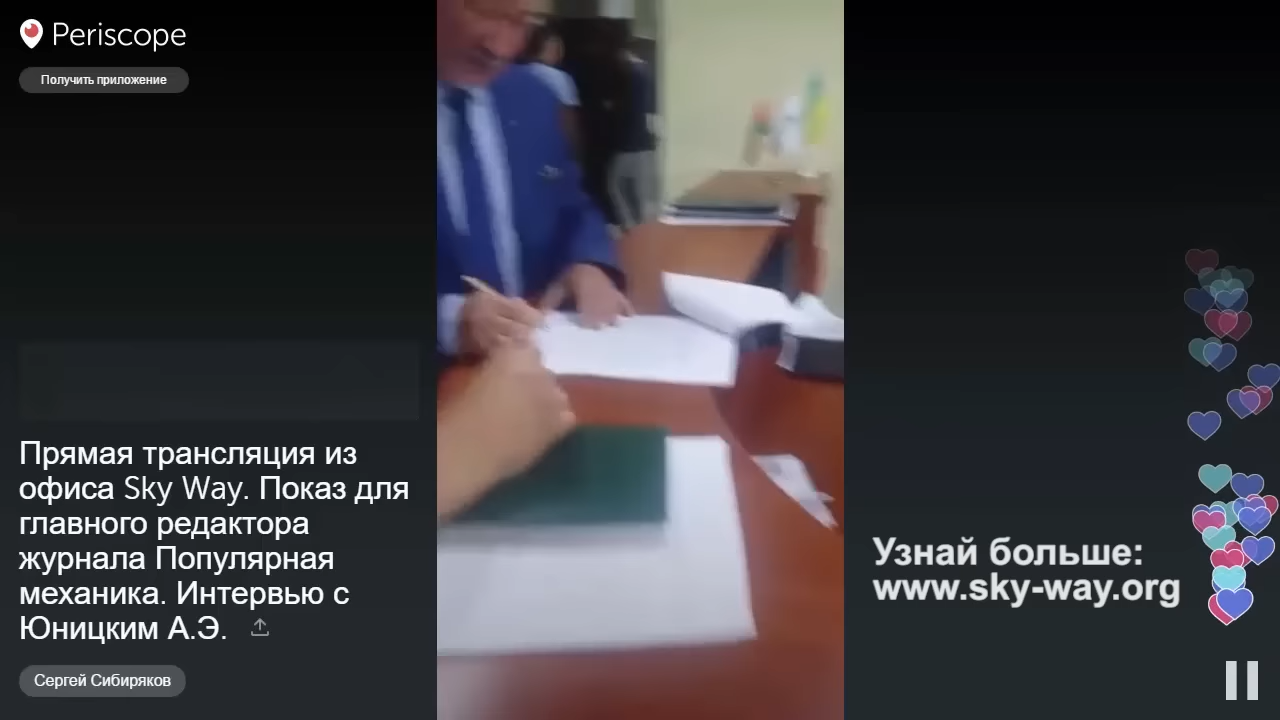 Periscope
Получить приложение
Прямая трансляция из
офиса Sky Way. Показ для
главного редактора
журнала Популярная
механика. Интервью с
Юницким А.Э.
Сергей Сибиряков
Узнай больше:
www.sky-way.org